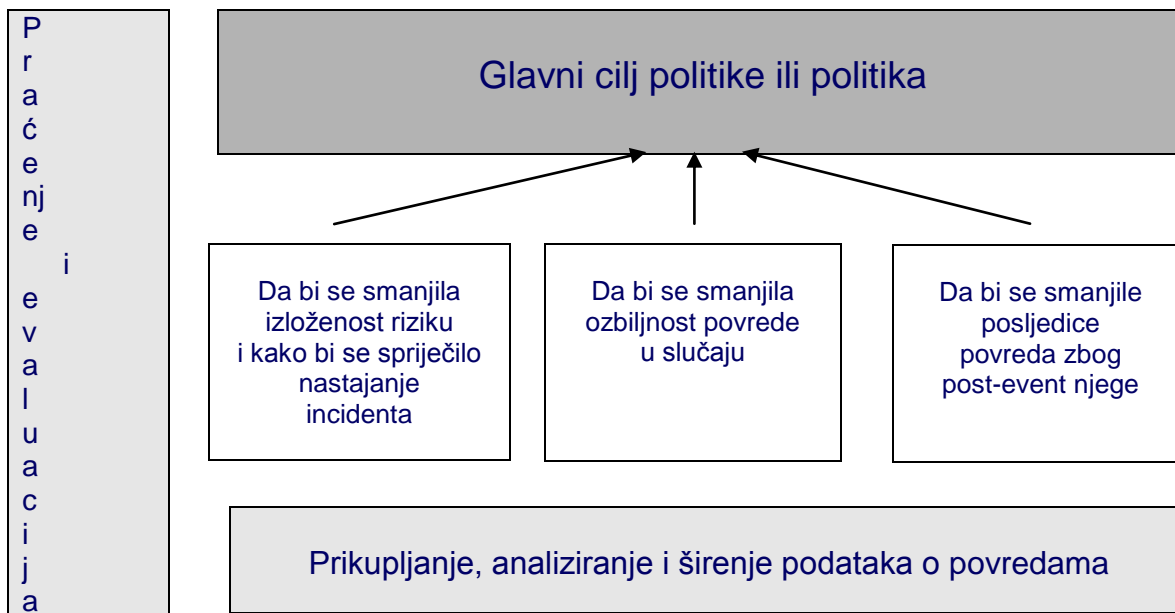 P
r
a
ć
e
nj
e
i
e
v
a
l
u
a
c
i
j
a
Glavni cilj politike ili politika
Da bi se smanjila
izloženost riziku
i kako bi se spriječilo
nastajanje
incidenta
Da bi se smanjila
ozbiljnost povrede
u slučaju
Da bi se smanjile
posljedice
povreda zbog
post-event njege
Prikupljanje, analiziranje i širenje podataka o povredama